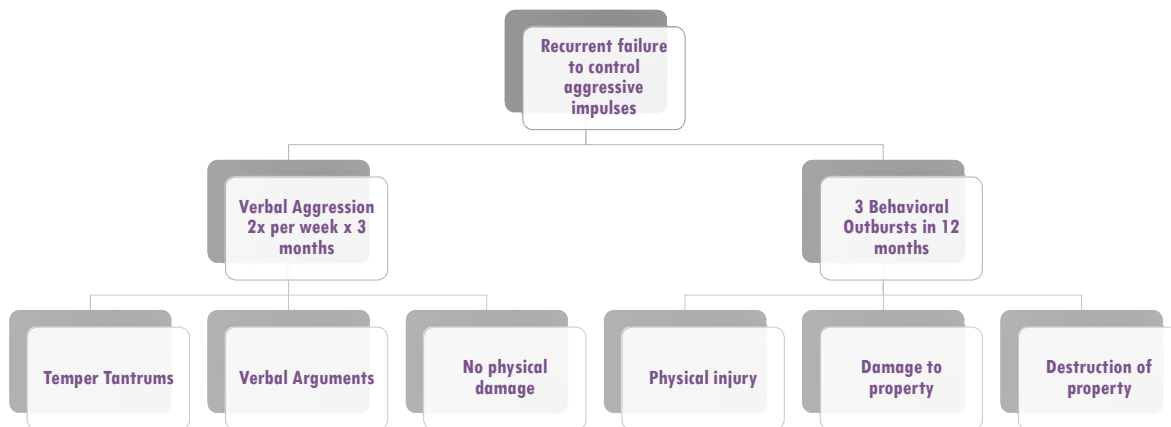 Recurrent failure
to control
aggressive
impulses
Verbal Aggression
2x per week x 3
months
3 Behavioral
Outbursts in 12
months
Temper Tantrums
Verbal Arguments
No physical
damage
Physical injury
Damage to
property
Destruction of
property